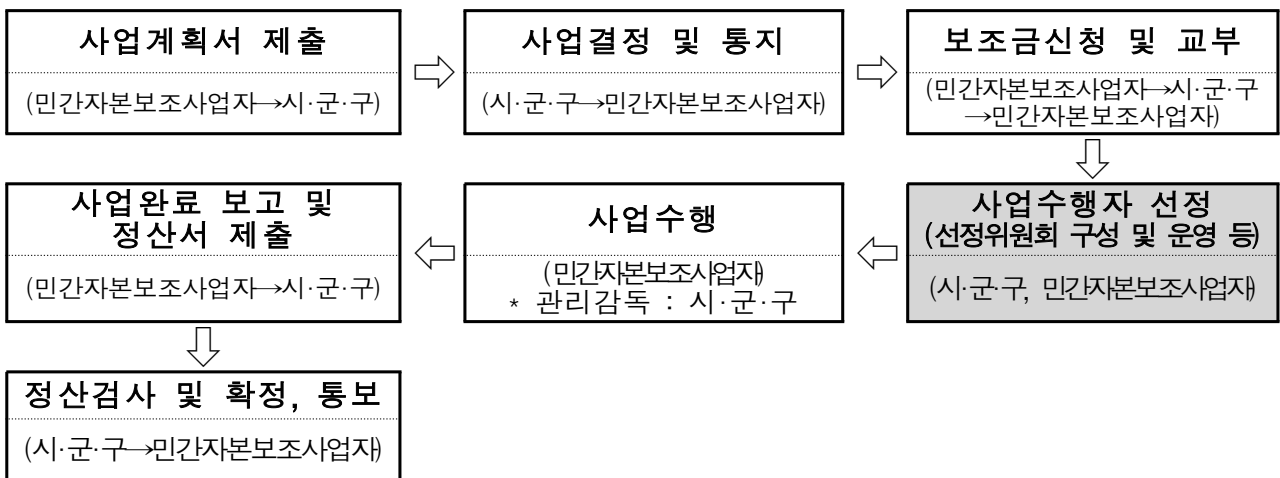 사업계획서 제출
(민간자본보조사업자→시·군·구)
사업결정 및 통지
(시·군·구→민간자본보조사업자)
보조금신청 및 교부
(민간자본보조사업자→시·군·구
→민간자본보조사업자)
사업수행자 선정
(선정위원회 구성 및 운영 등)
(시·군·구, 민간자본보조사업자)
사업수행
(민간자본보조사업자)
* 관리감독 : 시·군·구
사업완료 보고 및
정산서 제출
(민간자본보조사업자→시·군·구)
정산검사 및 확정, 통보
(시·군·구→민간자본보조사업자)